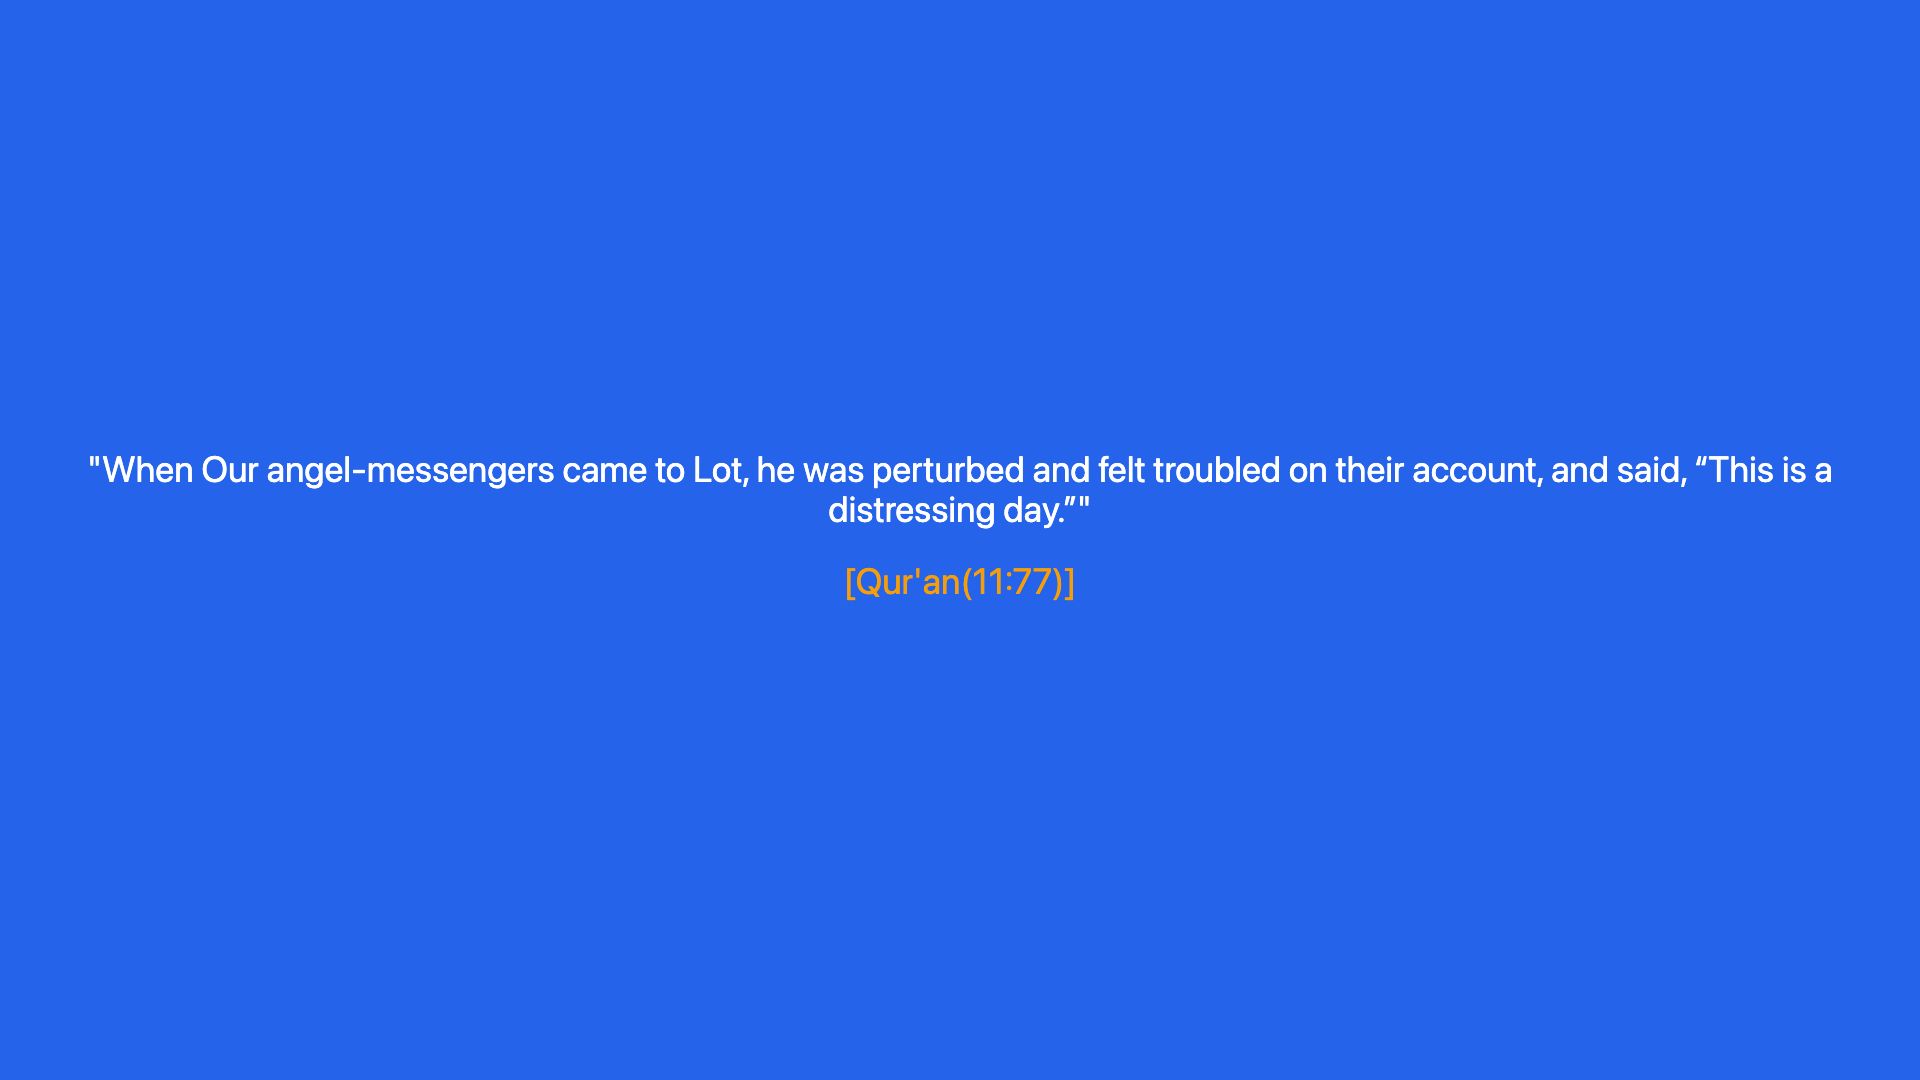 "When Our angel-messengers came to Lot, he was perturbed and felt troubled on their account, and said, “This is a
distressing day.”"
[Qur'an(11:77)]